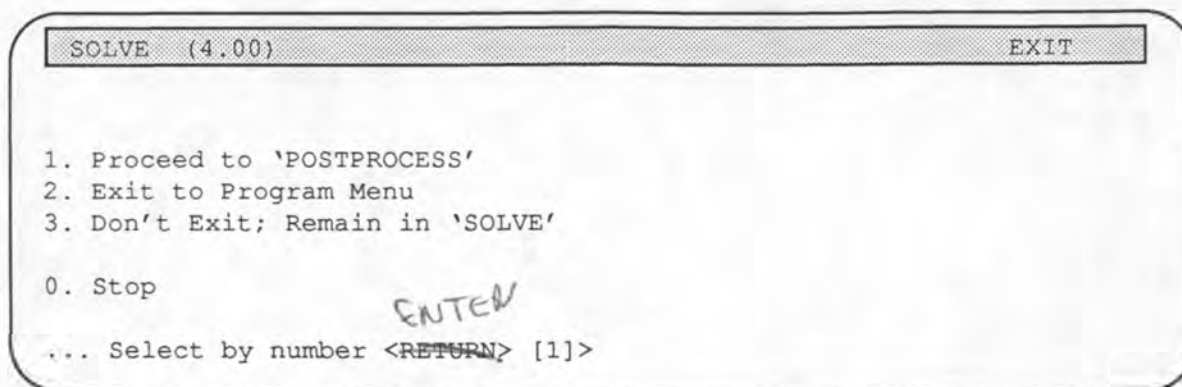 SOLVE (4.00) EXIT
1. Proceed to 'POSTPROCESS'
2. Exit to Program Menu
3. Don't Exit; Remain in 'SOLVE'
0. Stop
ENTER
... Select by number <RETURN> [1]>